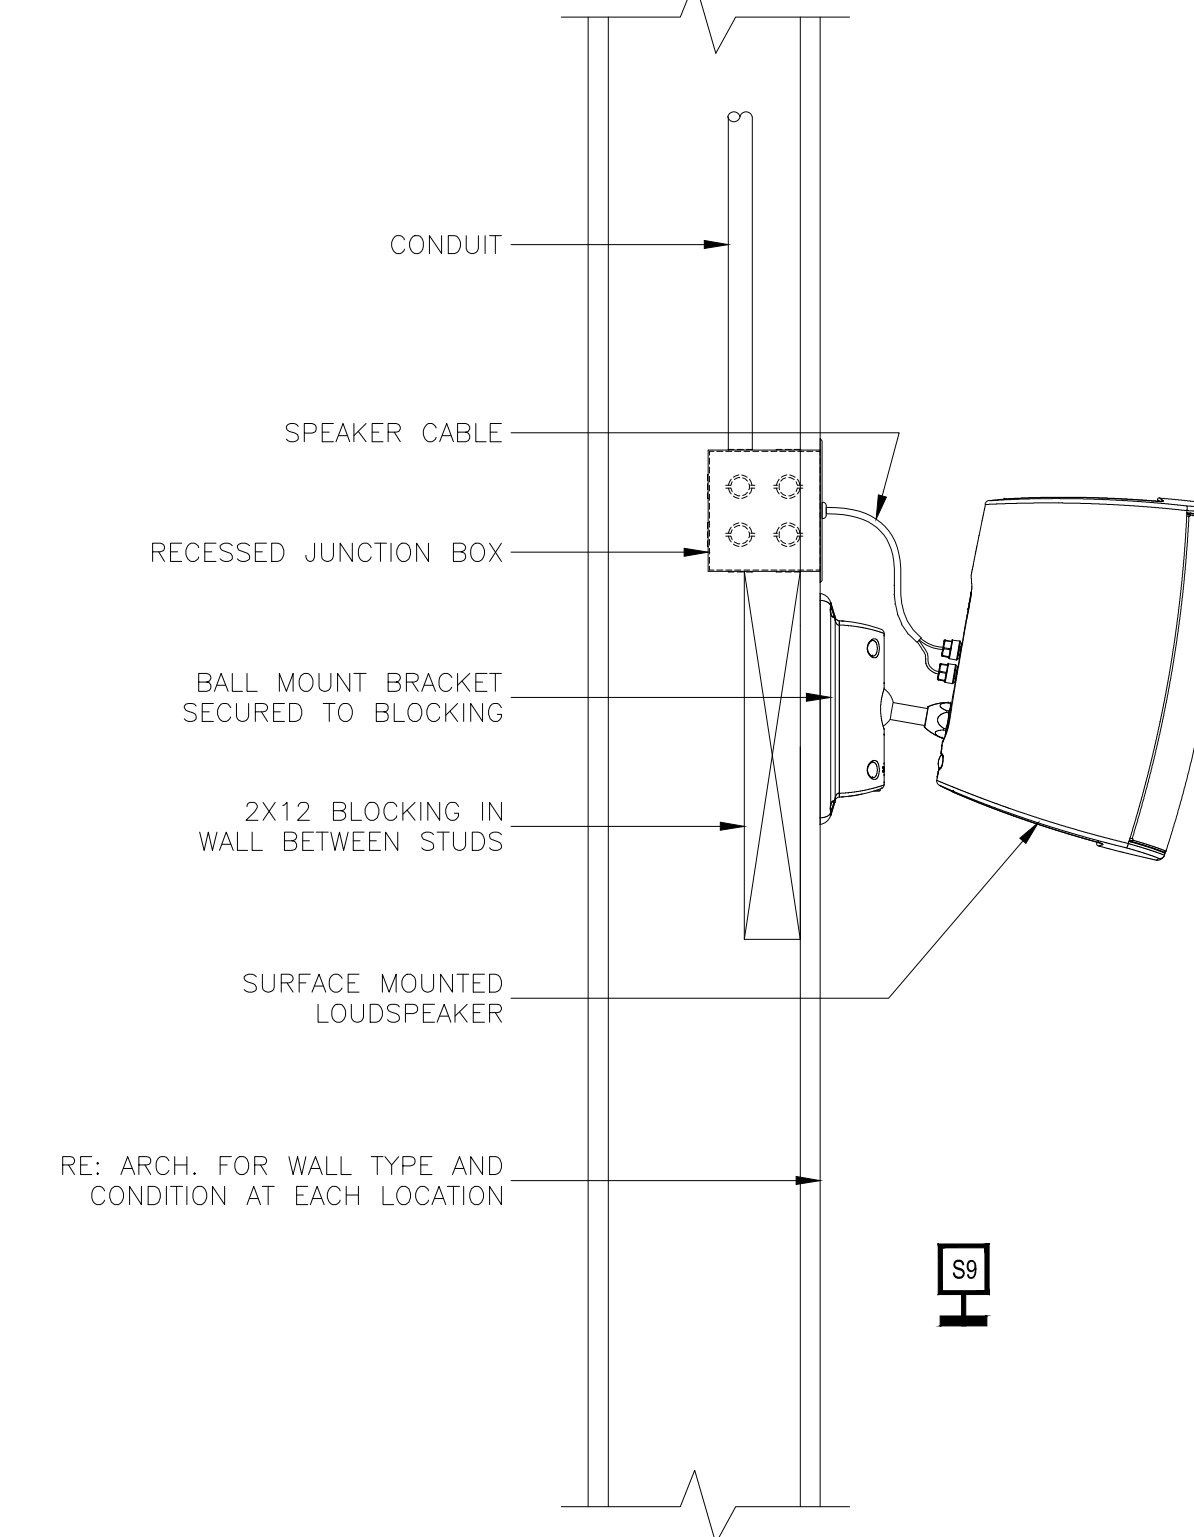 CONDUIT
SPEAKER CABLE
RECESSED JUNCTION BOX
BALL MOUNT BRACKET
SECURED TO BLOCKING
2X12 BLOCKING IN
WALL BETWEEN STUDS
SURFACE MOUNTED
LOUDSPEAKER
RE: ARCH. FOR WALL TYPE AND
CONDITION AT EACH LOCATION
S9